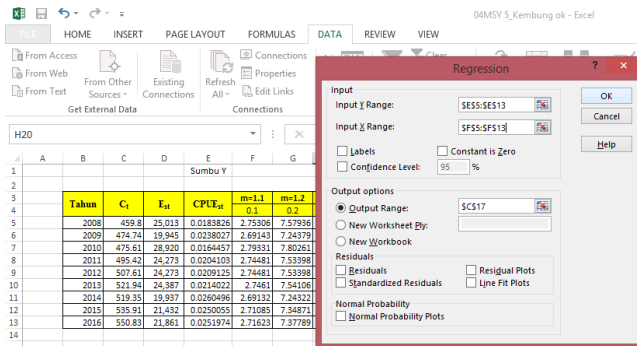 04MSY 5_Kembung ok - Excel
FILE HOME INSERT PAGE LAYOUT FORMULAS DATA REVIEW VIEW
From Access
From Web
From Text
From Other Sources
Existing Connections
Get External Data
Refresh All
Connections
Properties
Edit Links
Connections
Clear
H20
A B C D E F G
1 Sumbu Y
2
3 Tahun Ct Est CPUEst m=1.1 m=1.2
4 0.1 0.2
5 2008 459.8 25,013 0.0183826 2.75306 7.57936
6 2009 474.74 19,945 0.0238027 2.69143 7.24379
7 2010 475.61 28,920 0.0164457 2.79331 7.80261
8 2011 495.42 24,273 0.0204103 2.74481 7.53398
9 2012 507.61 24,273 0.0209125 2.74481 7.53398
10 2013 521.94 24,387 0.0214022 2.7461 7.54106
11 2014 519.35 19,937 0.0260496 2.69132 7.24322
12 2015 535.91 21,432 0.0250055 2.71085 7.34871
13 2016 550.83 21,861 0.0251974 2.71623 7.37789
14
Regression
? ×
Input
Input Y Range: $E$5:$E$13
Input X Range: $F$5:$F$13
Labels Constant is Zero
Confidence Level: 95 %
OK
Cancel
Help
Output options
Output Range: $C$17
New Worksheet Ply:
New Workbook
Residuals
Residuals Residual Plots
Standardized Residuals Line Fit Plots
Normal Probability
Normal Probability Plots